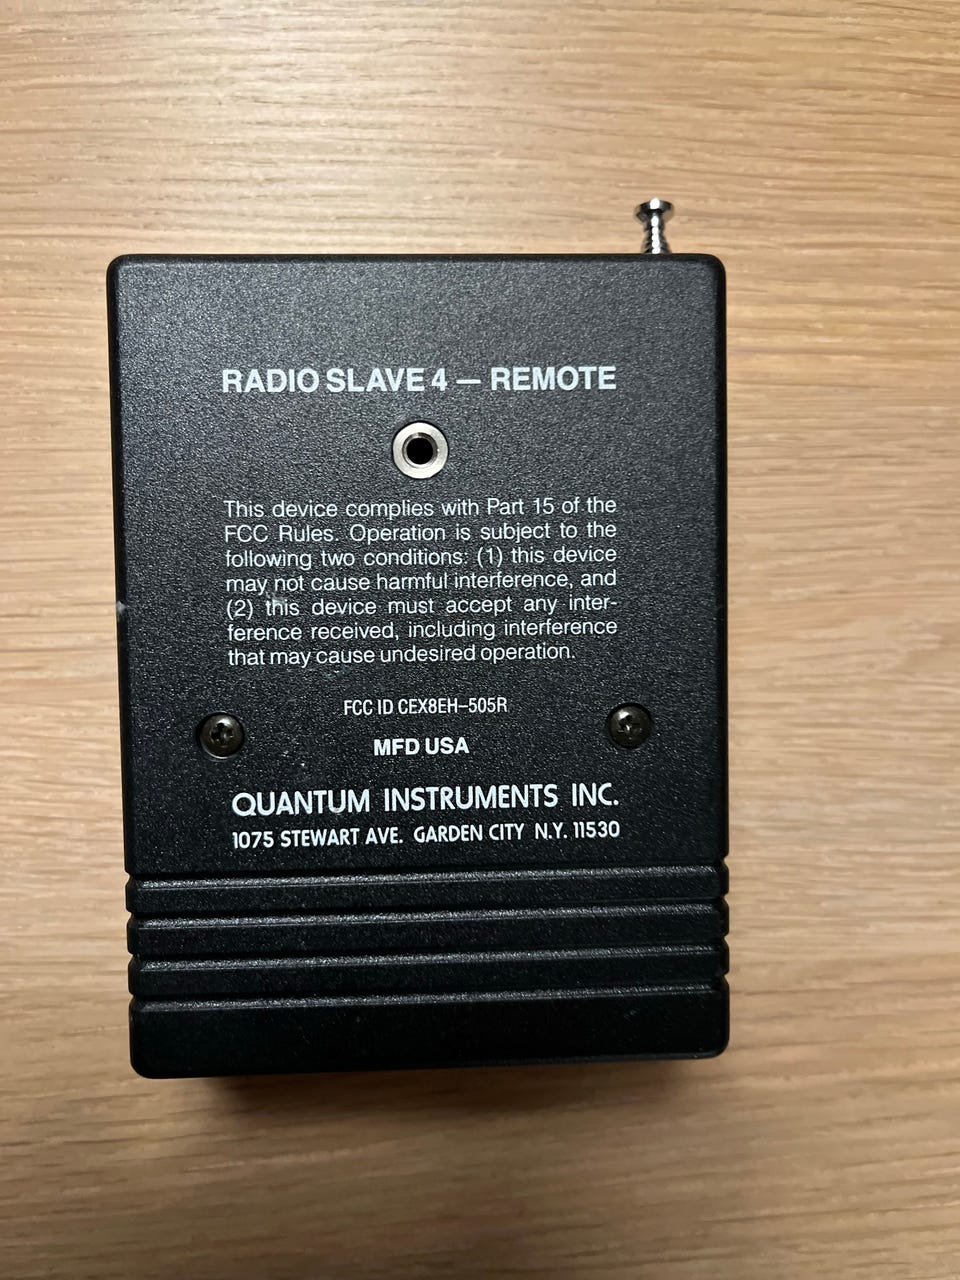 RADIO SLAVE 4 — REMOTE
This device complies with Part 15 of the
FCC Rules. Operation is subject to the
following two conditions: (1) this device
may not cause harmful interference, and
(2) this device must accept any inter-
ference received, including interference
that may cause undesired operation.
FCC ID CEX8EH–505R
MFD USA
QUANTUM INSTRUMENTS INC.
1075 STEWART AVE. GARDEN CITY N.Y. 11530